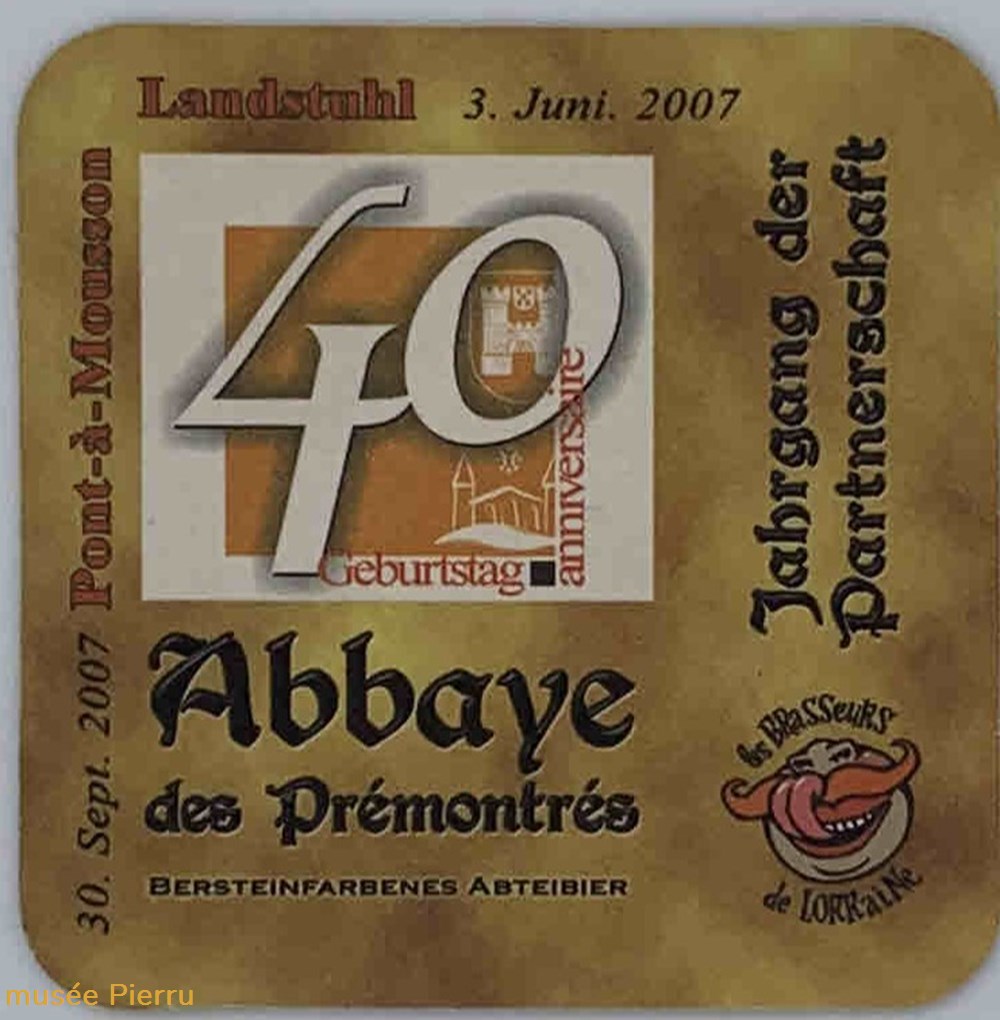 Landstuhl 3. Juni. 2007
30. Sept. 2007 Pont-à-Mousson
40
Geburtstag
anniversaire
Jahrgang der
Partnerschaft
Abbaye
des Prémontrés
BERSTEINFARBENES ABTEIBIER
les BRaSSeuRS
de LORRaiNe
musée Pierru